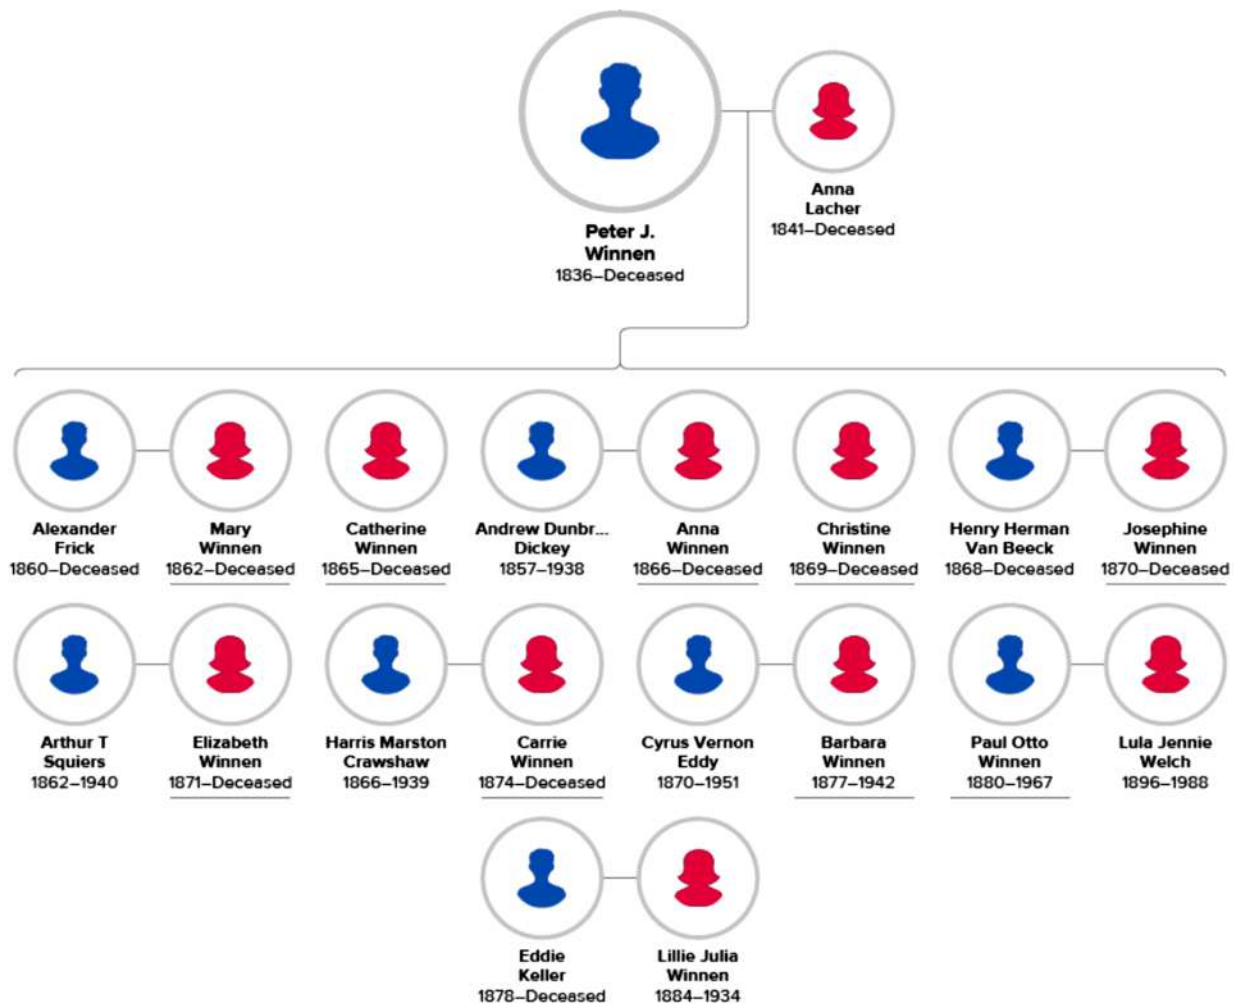 Peter J.
Winnen
1836–Deceased
Anna
Lacher
1841–Deceased
Alexander
Frick
1860–Deceased
Mary
Winnen
1862–Deceased
Catherine
Winnen
1865–Deceased
Andrew Dunbr...
Dickey
1857–1938
Anna
Winnen
1866–Deceased
Christine
Winnen
1869–Deceased
Henry Herman
Van Beeck
1868–Deceased
Josephine
Winnen
1870–Deceased
Arthur T
Squiers
1862–1940
Elizabeth
Winnen
1871–Deceased
Harris Marston
Crawshaw
1866–1939
Carrie
Winnen
1874–Deceased
Cyrus Vernon
Eddy
1870–1951
Barbara
Winnen
1877–1942
Paul Otto
Winnen
1880–1967
Lula Jennie
Welch
1896–1988
Eddie
Keller
1878–Deceased
Lillie Julia
Winnen
1884–1934